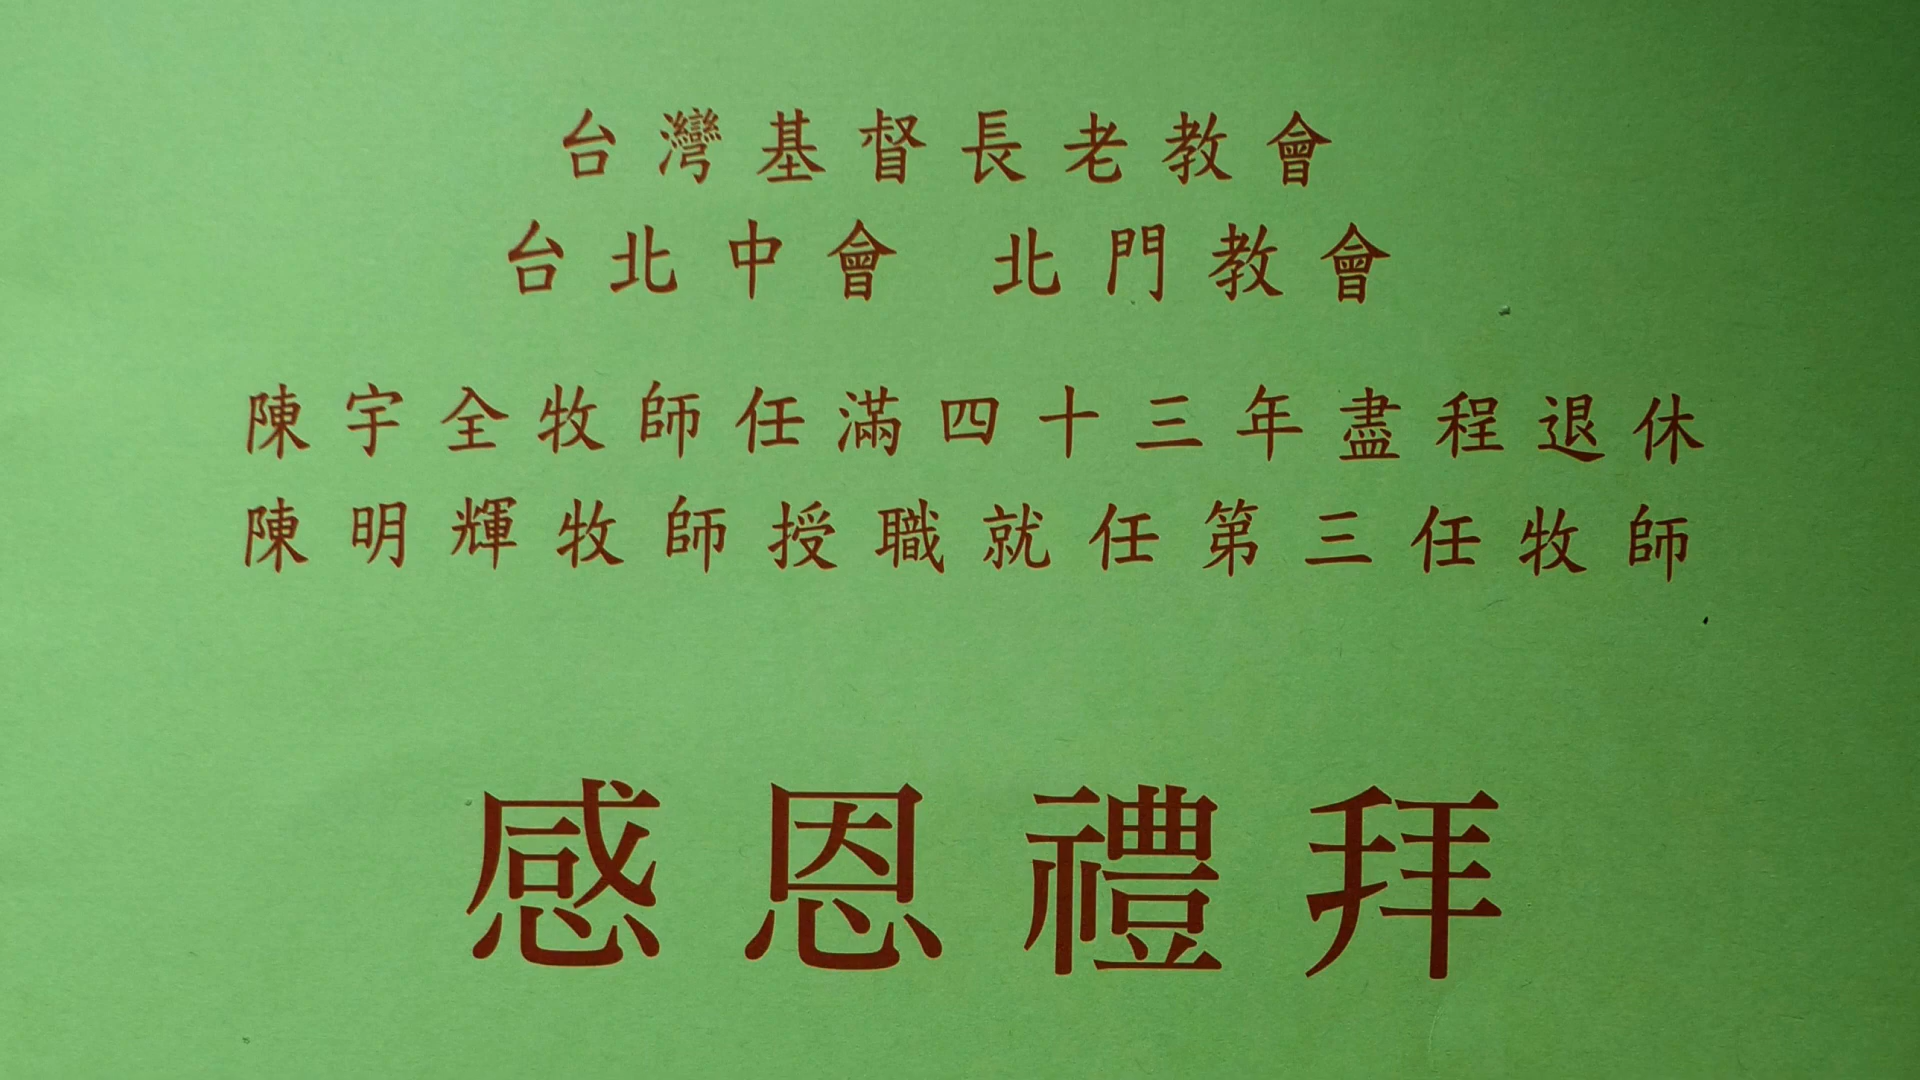 台灣基督長老教會
台北中會 北門教會
陳宇全牧師任滿四十三年盡程退休
陳明輝牧師授職就任第三任牧師
感恩禮拜